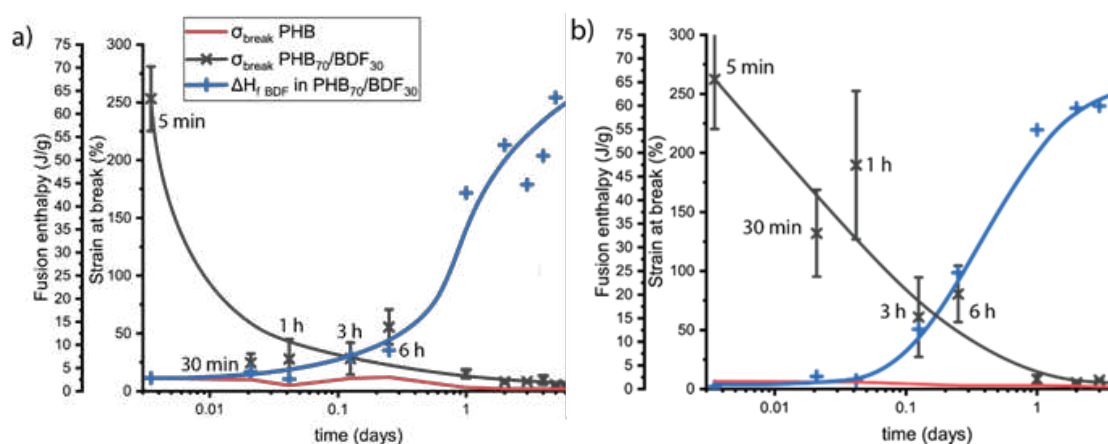 a)
σbreak PHB
σbreak PHB70/BDF30
ΔHf BDF in PHB70/BDF30
Fusion enthalpy (J/g)
75
70
65
60
55
50
45
40
35
30
25
20
15
10
5
0
Strain at break (%)
300
250
200
150
100
50
0
5 min
30 min
1 h
3 h
6 h
0.01
0.1
1
time (days)
b)
Fusion enthalpy (J/g)
75
70
65
60
55
50
45
40
35
30
25
20
15
10
5
0
Strain at break (%)
300
250
200
150
100
50
0
5 min
30 min
1 h
3 h
6 h
0.01
0.1
1
time (days)